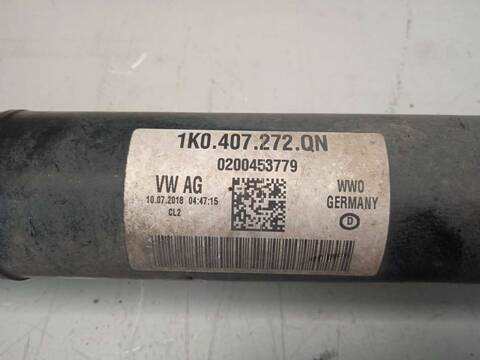 1K0.407.272.QN
0200453779
VW AG
10.07.2018 04:47:15
CL2
WWO
GERMANY
D